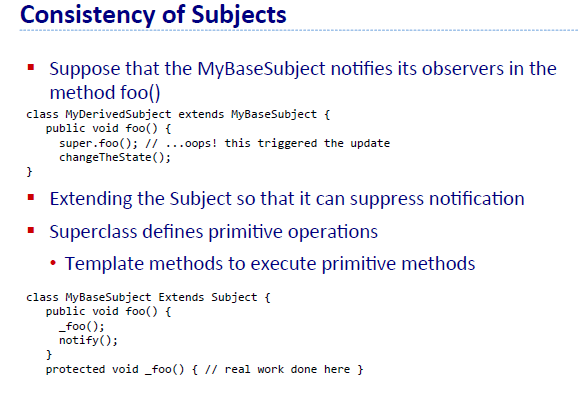 Consistency of Subjects
Suppose that the MyBaseSubject notifies its observers in the
method foo()
class MyDerivedSubject extends MyBaseSubject {
public void foo() {
super.foo(); // ...oops! this triggered the update
changeTheState();
}
Extending the Subject so that it can suppress notification
Superclass defines primitive operations
Template methods to execute primitive methods
class MyBaseSubject Extends Subject {
public void foo() {
_foo();
notify();
}
protected void _foo() { // real work done here }